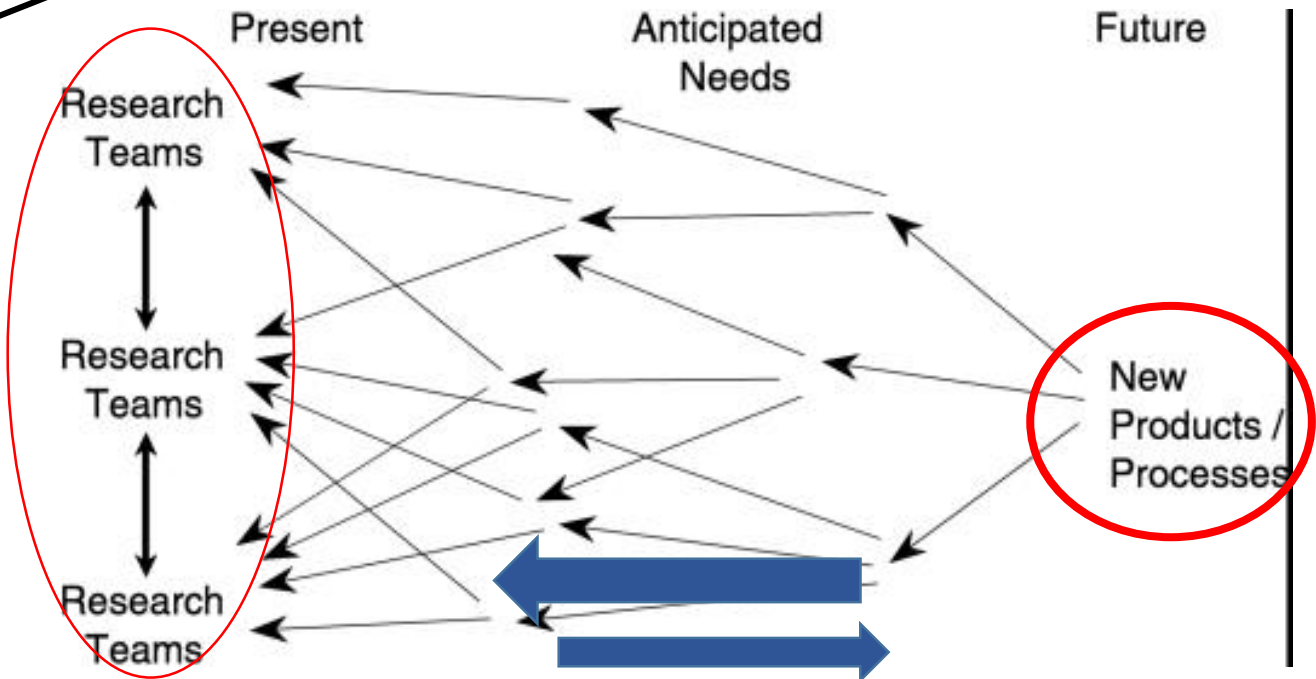 Present
Anticipated
Needs
Future
Research
Teams
Research
Teams
New
Products /
Processes
Research
Teams